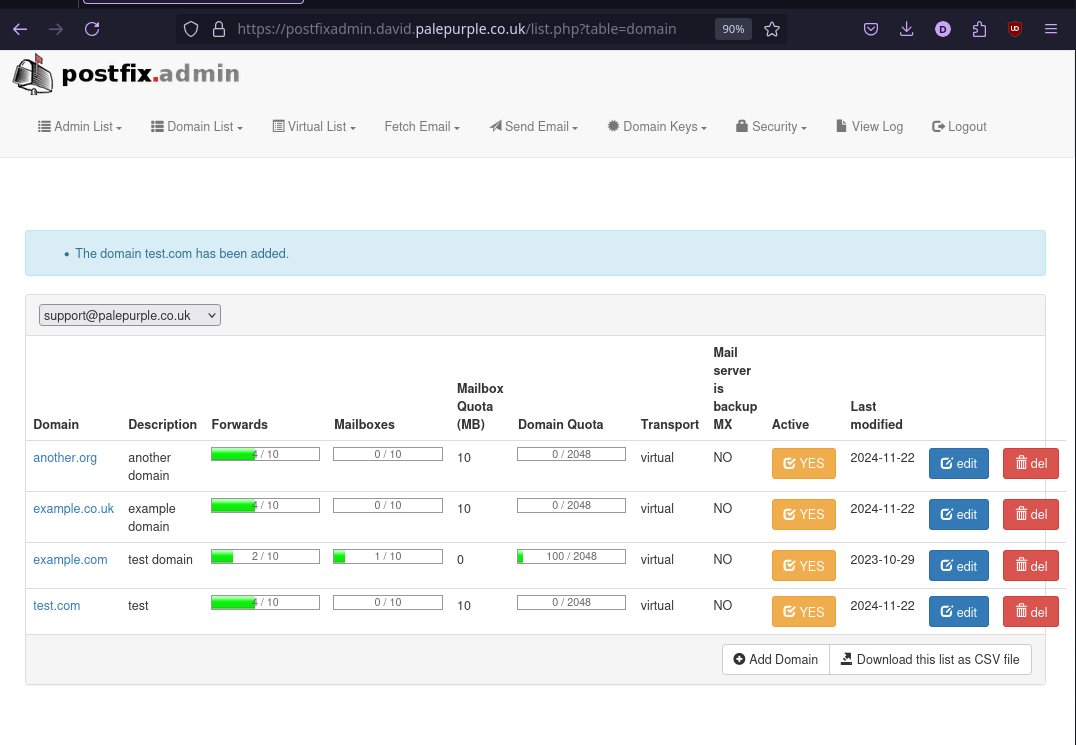 https://postfixadmin.david.palepurple.co.uk/list.php?table=domain 90% D UD
postfix.admin
Admin List Domain List Virtual List Fetch Email Send Email Domain Keys Security View Log Logout
• The domain test.com has been added.
support@palepurple.co.uk
Mail
server
is
Mailbox backup Last
Quota
Domain Description Forwards Mailboxes (MB) Domain Quota Transport MX Active modified
another.org another 4 / 10 0 / 10 10 0 / 2048 virtual NO YES 2024-11-22 edit del
domain
example.co.uk example 4 / 10 0 / 10 10 0 / 2048 virtual NO YES 2024-11-22 edit del
domain
example.com test domain 2 / 10 1 / 10 0 100 / 2048 virtual NO YES 2023-10-29 edit del
test.com test 4 / 10 0 / 10 10 0 / 2048 virtual NO YES 2024-11-22 edit del
Add Domain Download this list as CSV file